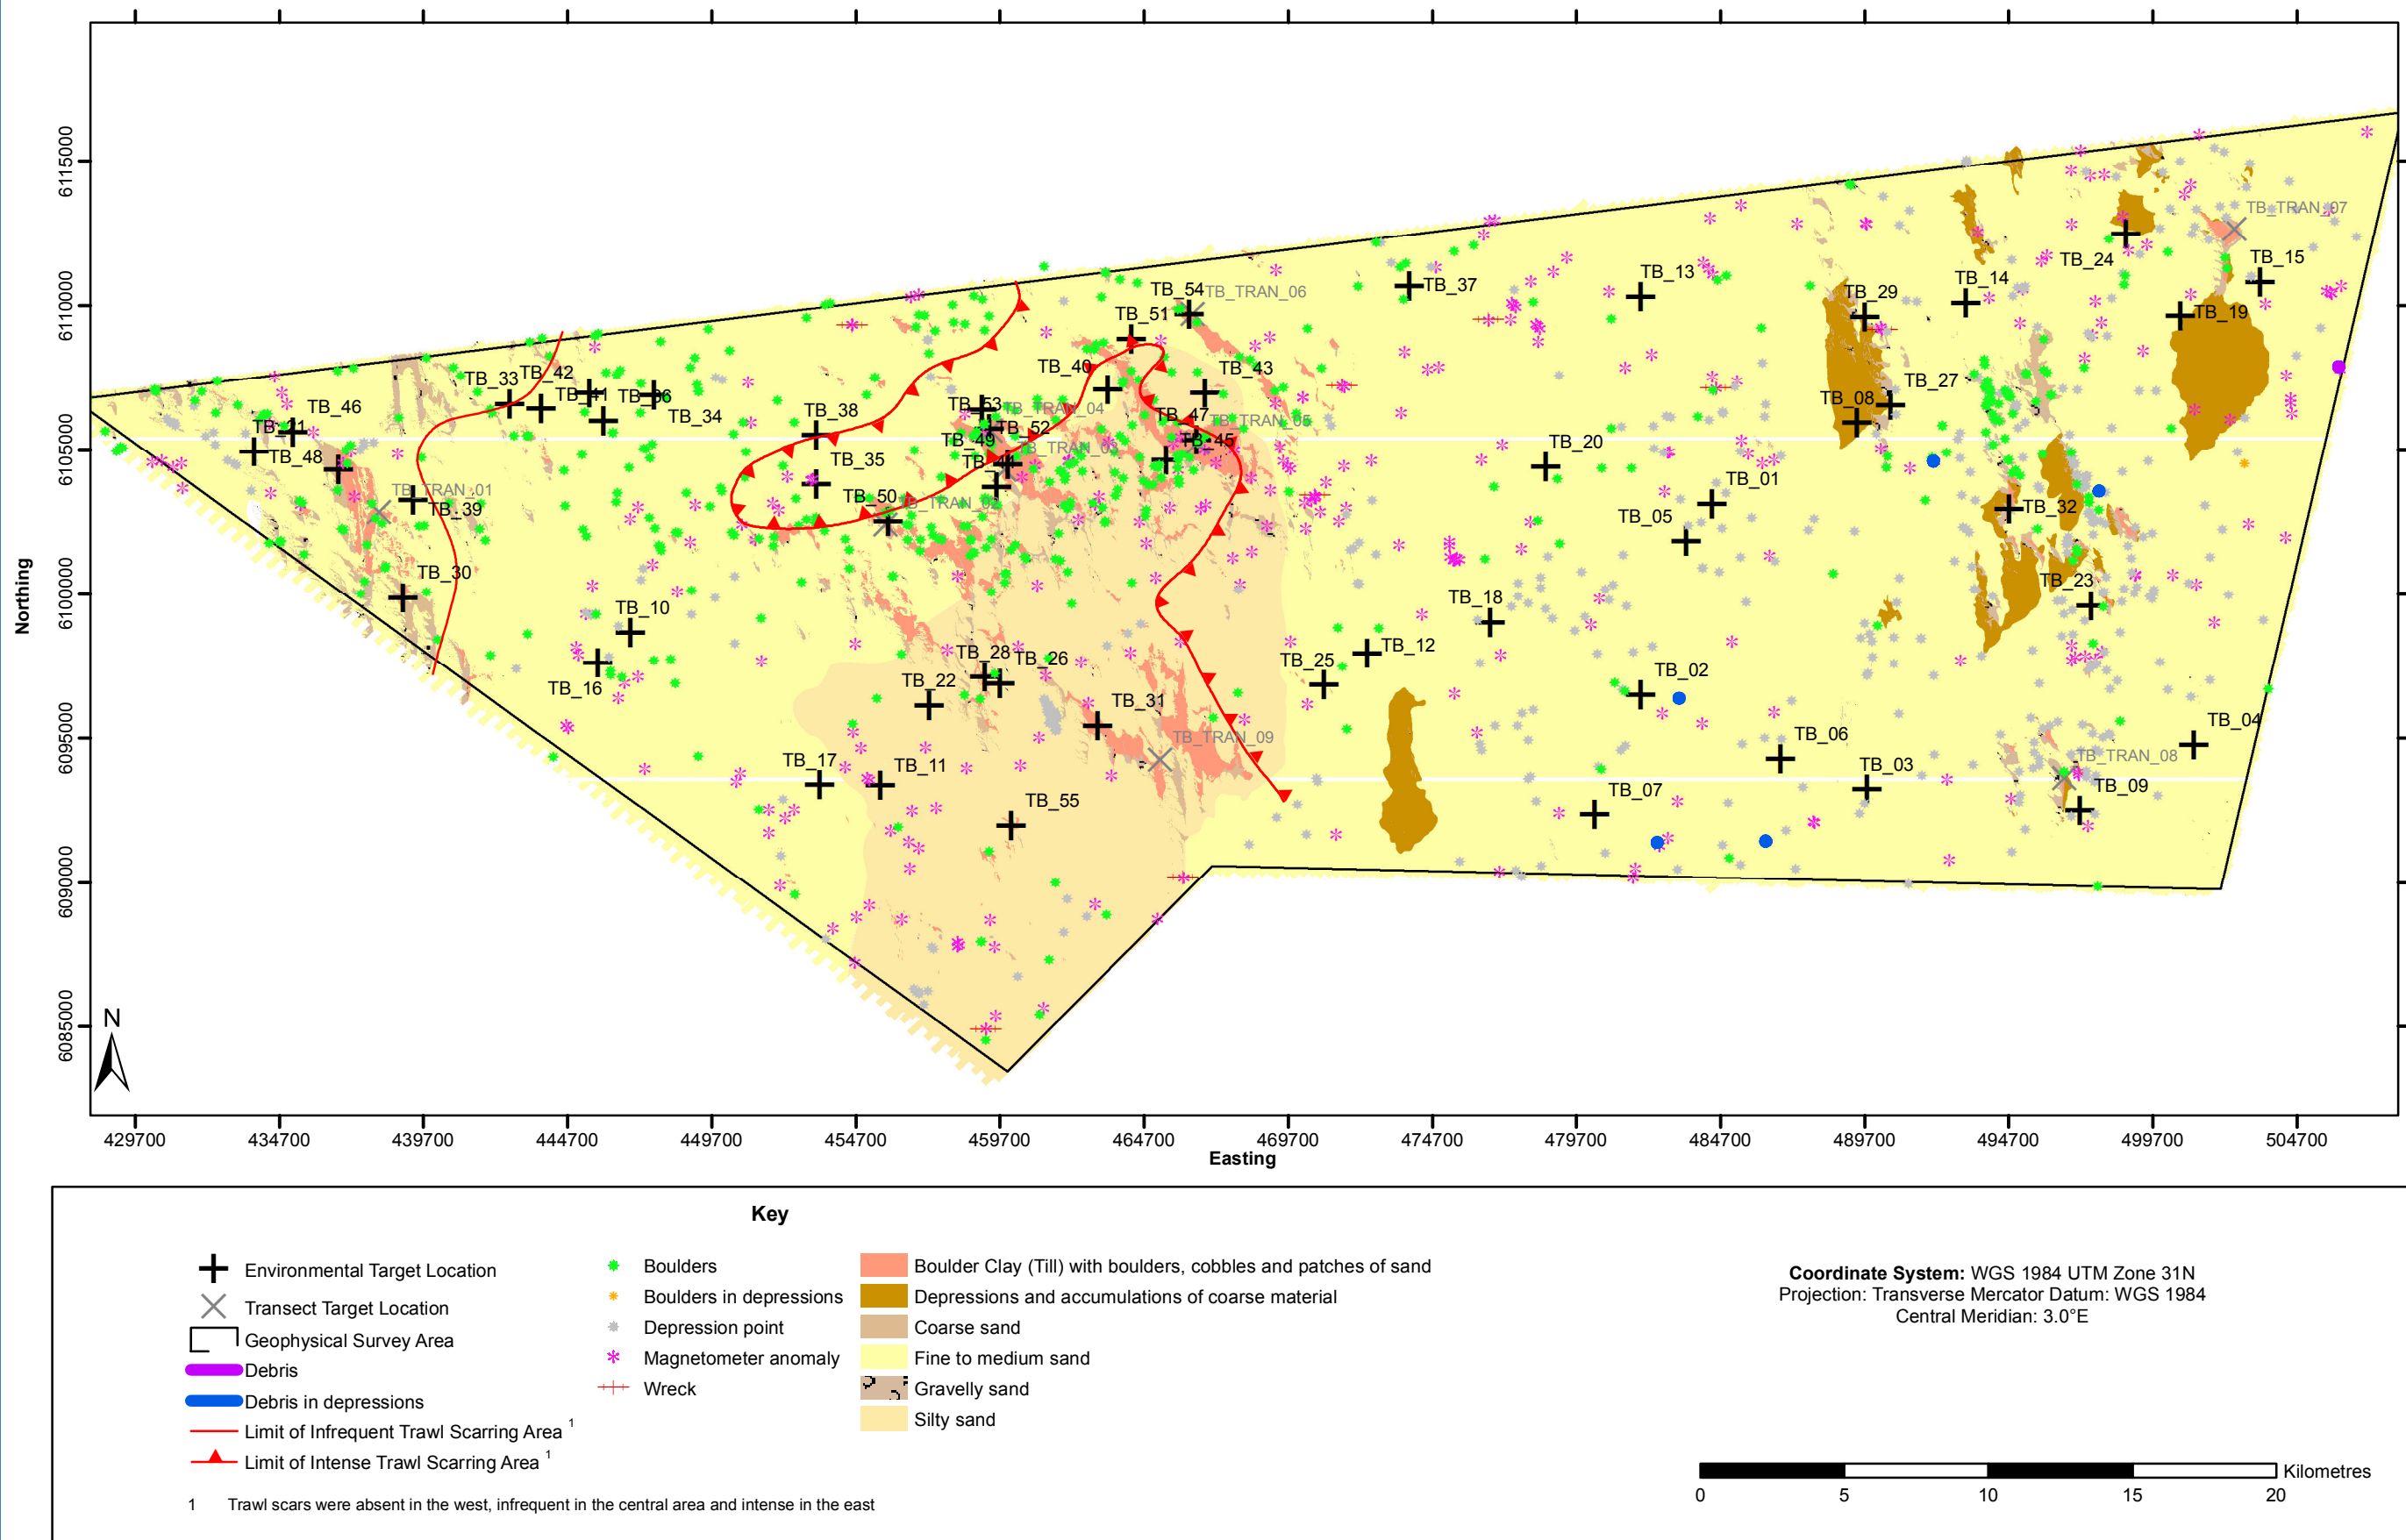 6115000
6110000
6105000
6100000
6095000
6090000
6085000
Northing
N
TB_TRAN_07
TB_24
TB_15
TB_13
TB_14
TB_37
TB_54
TB_TRAN_06
TB_29
TB_19
TB_51
TB_40
TB_43
TB_33
TB_42
TB_41
TB_36
TB_34
TB_27
TB_08
TB_46
TB_21
TB_48
TB_38
TB_53
TB_TRAN_04
TB_52
TB_49
TB_TRAN_03
TB_44
TB_47
TB_TRAN_05
TB_45
TB_20
TB_35
TB_50
TB_TRAN_02
TB_01
TB_05
TB_32
TB_TRAN_01
TB_39
TB_30
TB_23
TB_10
TB_18
TB_16
TB_12
TB_25
TB_02
TB_28
TB_26
TB_22
TB_31
TB_TRAN_09
TB_04
TB_06
TB_03
TB_TRAN_08
TB_09
TB_07
TB_17
TB_11
TB_55
429700 434700 439700 444700 449700 454700 459700 464700 469700 474700 479700 484700 489700 494700 499700 504700
Easting
Key
Environmental Target Location
Transect Target Location
Geophysical Survey Area
Debris
Debris in depressions
Limit of Infrequent Trawl Scarring Area 1
Limit of Intense Trawl Scarring Area 1
Boulders
Boulders in depressions
Depression point
Magnetometer anomaly
Wreck
Boulder Clay (Till) with boulders, cobbles and patches of sand
Depressions and accumulations of coarse material
Coarse sand
Fine to medium sand
Gravelly sand
Silty sand
1 Trawl scars were absent in the west, infrequent in the central area and intense in the east
Coordinate System: WGS 1984 UTM Zone 31N
Projection: Transverse Mercator Datum: WGS 1984
Central Meridian: 3.0°E
Kilometres
0 5 10 15 20